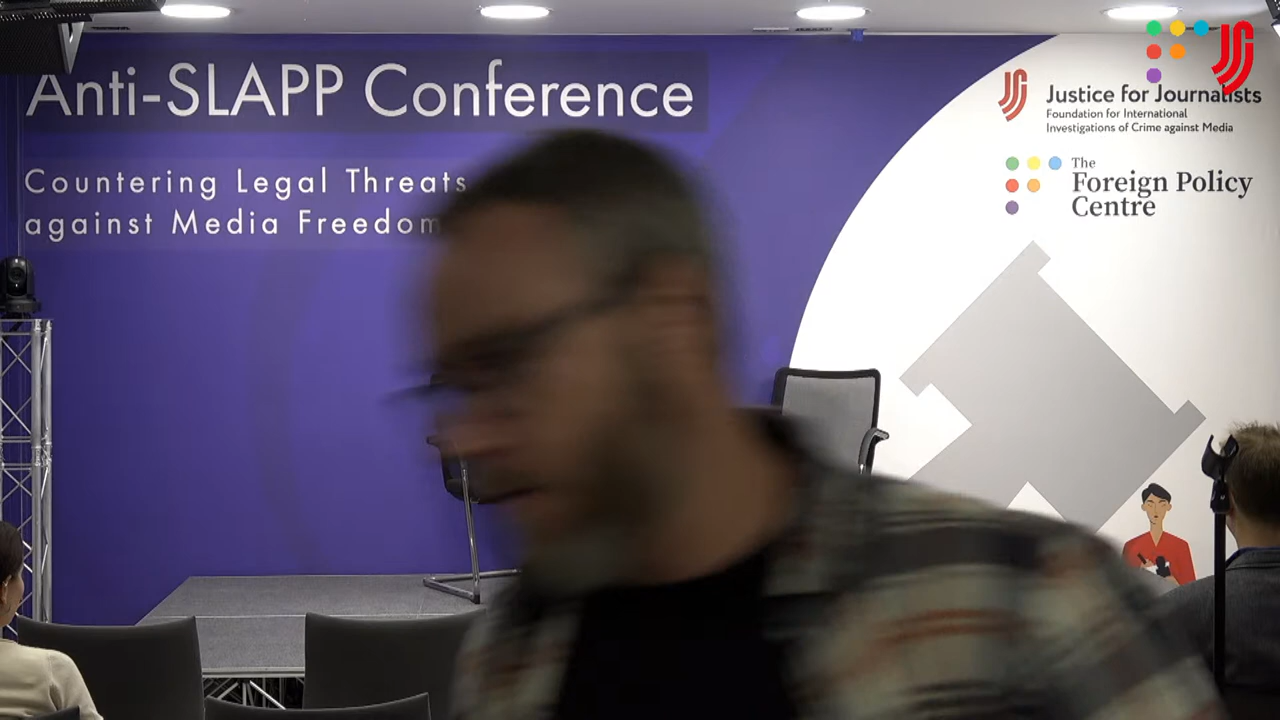 Anti-SLAPP Conference
Countering Legal Threats
against Media Freedom
Justice for Journalists
Foundation for International
Investigations of Crime against Media
The
Foreign Policy
Centre